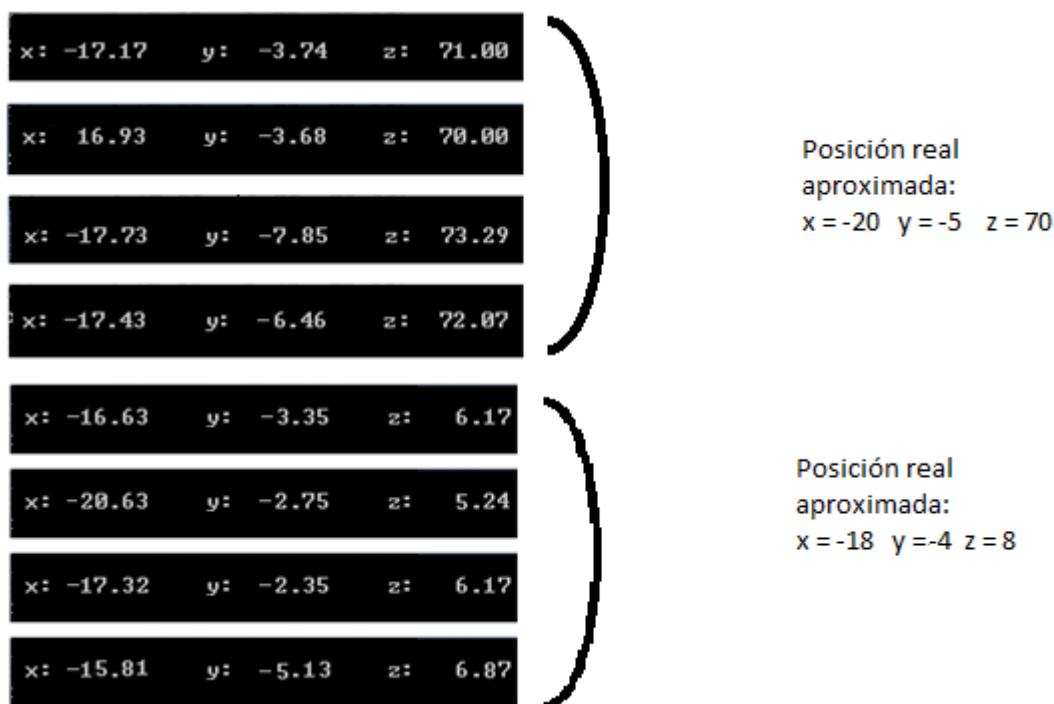 x: -17.17 y: -3.74 z: 71.00
x: 16.93 y: -3.68 z: 70.00
x: -17.73 y: -7.85 z: 73.29
x: -17.43 y: -6.46 z: 72.07
Posición real
aproximada:
x = -20 y = -5 z = 70
x: -16.63 y: -3.35 z: 6.17
x: -20.63 y: -2.75 z: 5.24
x: -17.32 y: -2.35 z: 6.17
x: -15.81 y: -5.13 z: 6.87
Posición real
aproximada:
x = -18 y =-4 z = 8